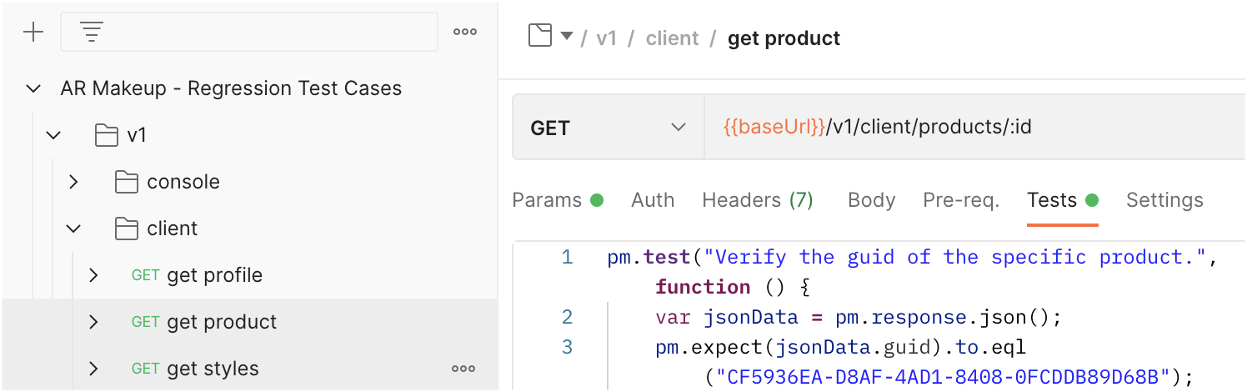 AR Makeup - Regression Test Cases
v1
console
client
GET get profile
GET get product
GET get styles
/ v1 / client / get product
GET {{baseUrl}}/v1/client/products/:id
Params Auth Headers (7) Body Pre-req. Tests Settings
1 pm.test("Verify the guid of the specific product.",
function () {
2 var jsonData = pm.response.json();
3 pm.expect(jsonData.guid).to.eql
("CF5936EA-D8AF-4AD1-8408-0FCDDB89D68B");